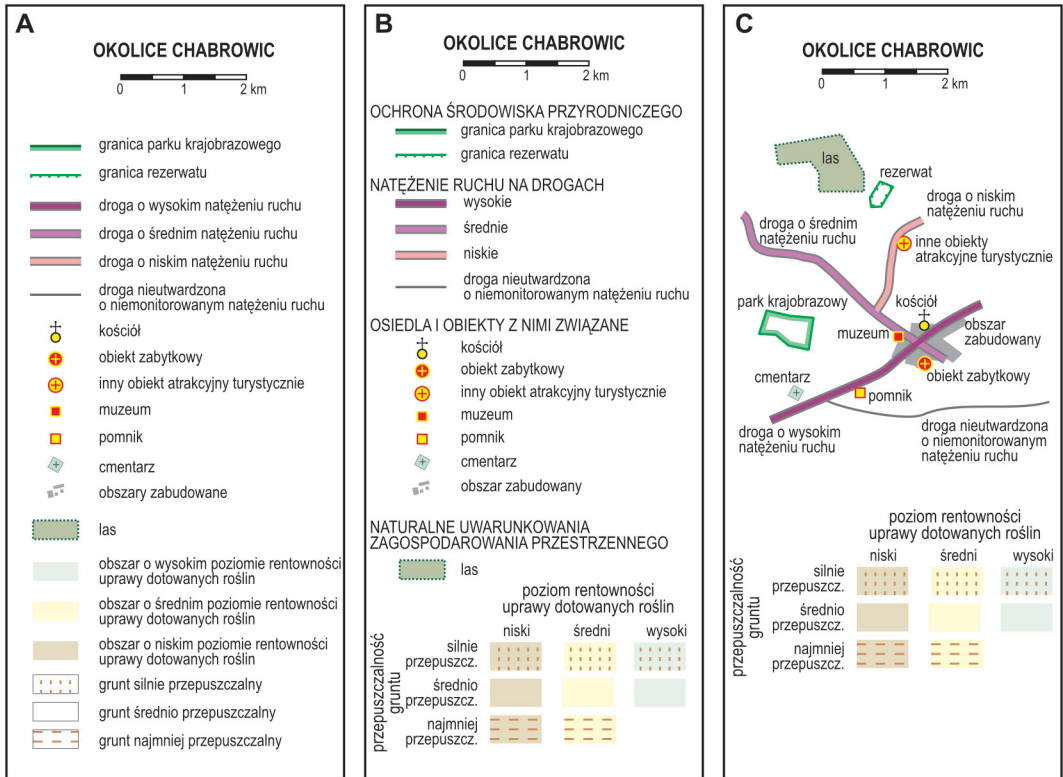 A
OKOLICE CHABROWIC
0 1 2 km
granica parku krajobrazowego
granica rezerwatu
droga o wysokim natężeniu ruchu
droga o średnim natężeniu ruchu
droga o niskim natężeniu ruchu
droga nieutwardzona
o niemonitorowanym natężeniu ruchu
kościół
obiekt zabytkowy
inny obiekt atrakcyjny turystycznie
muzeum
pomnik
cmentarz
obszary zabudowane
las
obszar o wysokim poziomie rentowności
uprawy dotowanych roślin
obszar o średnim poziomie rentowności
uprawy dotowanych roślin
obszar o niskim poziomie rentowności
uprawy dotowanych roślin
grunt silnie przepuszczalny
grunt średnio przepuszczalny
grunt najmniej przepuszczalny
B
OKOLICE CHABROWIC
0 1 2 km
OCHRONA ŚRODOWISKA PRZYRODNICZEGO
granica parku krajobrazowego
granica rezerwatu
NATĘŻENIE RUCHU NA DROGACH
wysokie
średnie
niskie
droga nieutwardzona
o niemonitorowanym natężeniu ruchu
OSIEDLA I OBIEKTY Z NIMI ZWIĄZANE
kościół
obiekt zabytkowy
inny obiekt atrakcyjny turystycznie
muzeum
pomnik
cmentarz
obszar zabudowany
NATURALNE UWARUNKOWANIA
ZAGOSPODAROWANIA PRZESTRZENNEGO
las
poziom rentowności
uprawy dotowanych roślin
niski średni wysoki
przepuszczalność
gruntu
silnie
przepuszcz.
średnio
przepuszcz.
najmniej
przepuszcz.
C
OKOLICE CHABROWIC
0 1 2 km
las
rezerwat
droga o niskim
natężeniu ruchu
droga o średnim
natężeniu ruchu
inne obiekty
atrakcyjne turystycznie
park krajobrazowy
kościół
muzeum
obszar
zabudowany
obiekt zabytkowy
cmentarz
pomnik
droga o wysokim
natężeniu ruchu
droga nieutwardzona
o niemonitorowanym
natężeniu ruchu
poziom rentowności
uprawy dotowanych roślin
niski średni wysoki
przepuszczalność
gruntu
silnie
przepuszcz.
średnio
przepuszcz.
najmniej
przepuszcz.